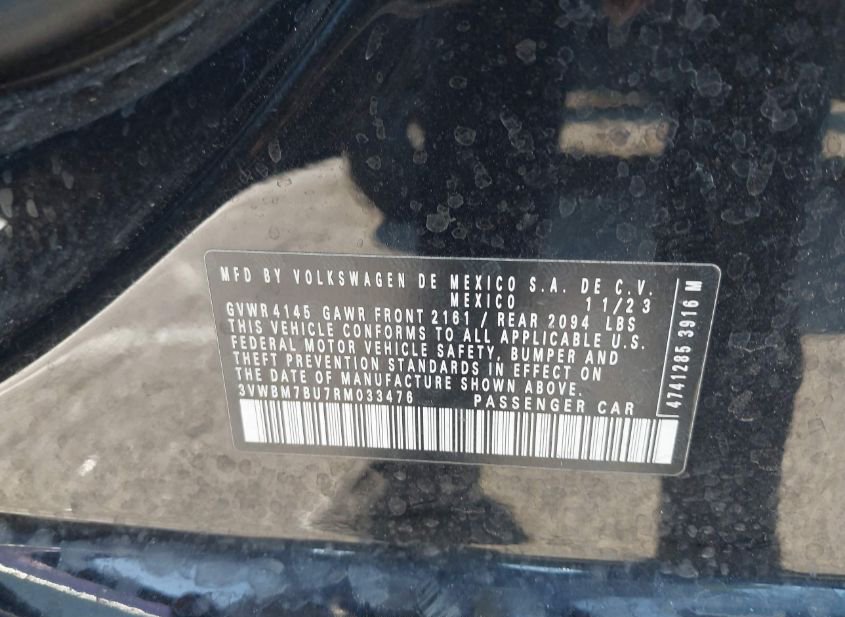 MFD BY VOLKSWAGEN DE MEXICO S.A. DE C.V.
MEXICO 11/23
GVWR 4145 GAWR FRONT 2161 / REAR 2094 LBS
THIS VEHICLE CONFORMS TO ALL APPLICABLE U.S.
FEDERAL MOTOR VEHICLE SAFETY, BUMPER AND
THEFT PREVENTION STANDARDS IN EFFECT ON
THE DATE OF MANUFACTURE SHOWN ABOVE.
3VWBM7BU7RM033476 PASSENGER CAR
4741285 3916 M